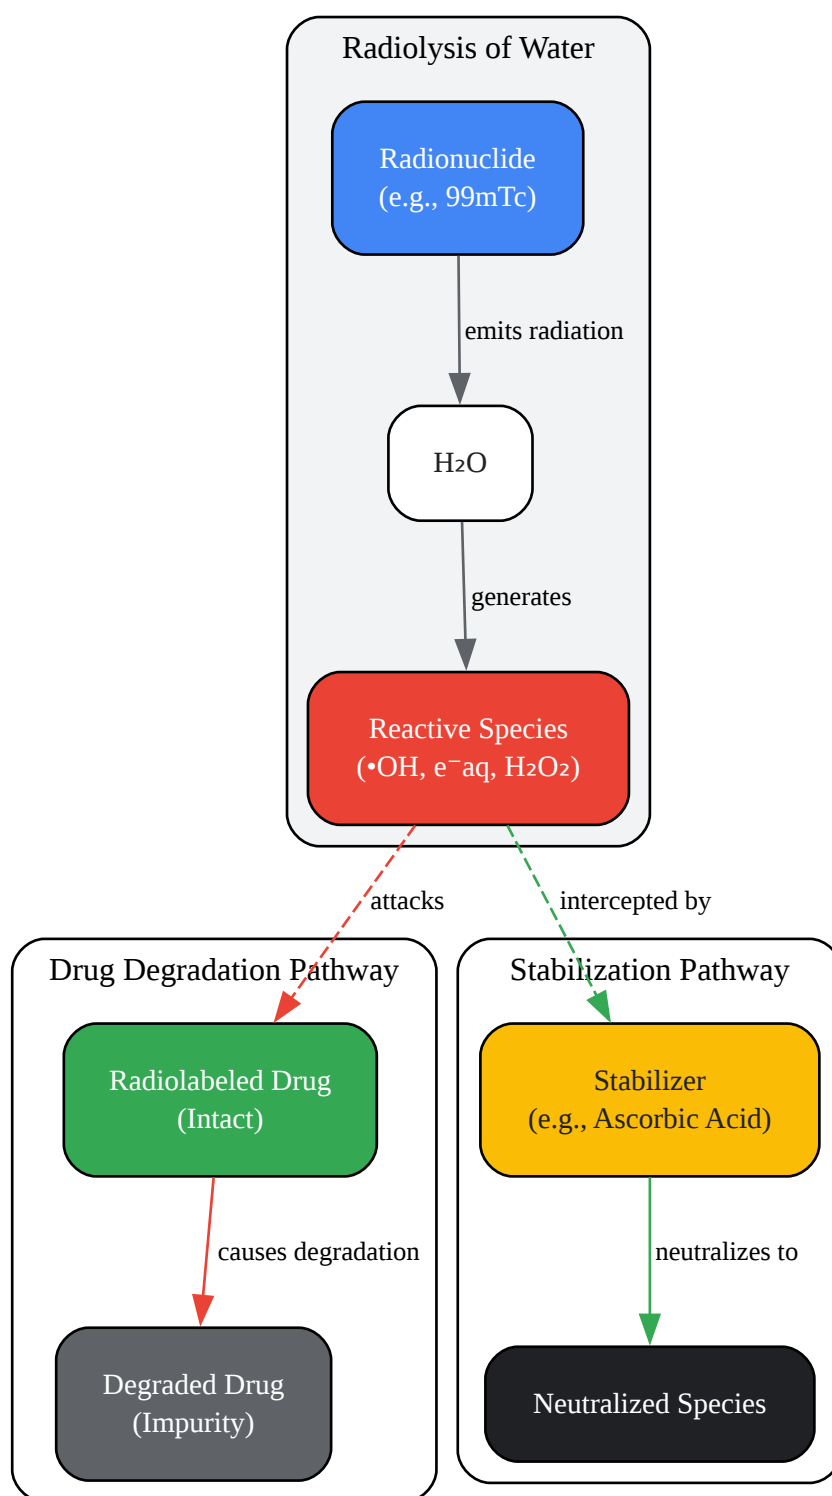 Radiolysis of Water
Radionuclide
(e.g., 99mTc)
emits radiation
H₂O
generates
Reactive Species
(•OH, e⁻aq, H₂O₂)
attacks
intercepted by
Drug Degradation Pathway
Radiolabeled Drug
(Intact)
causes degradation
Degraded Drug
(Impurity)
Stabilization Pathway
Stabilizer
(e.g., Ascorbic Acid)
neutralizes to
Neutralized Species